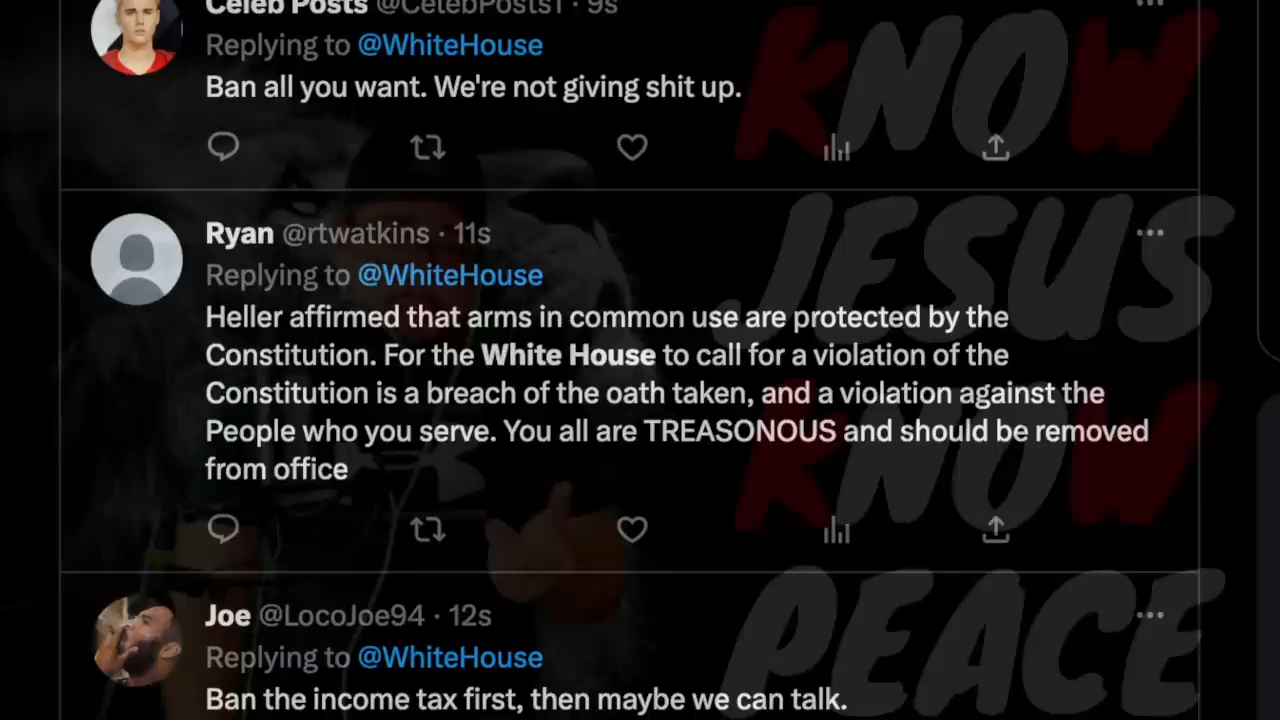 Celeb Posts @CelebPosts1 · 9s
Replying to @WhiteHouse
Ban all you want. We're not giving shit up.
Ryan @rtwatkins · 11s
Replying to @WhiteHouse
Heller affirmed that arms in common use are protected by the
Constitution. For the White House to call for a violation of the
Constitution is a breach of the oath taken, and a violation against the
People who you serve. You all are TREASONOUS and should be removed
from office
Joe @LocoJoe94 · 12s
Replying to @WhiteHouse
Ban the income tax first, then maybe we can talk.
kNOW
JESUS
kNOW
PEACE